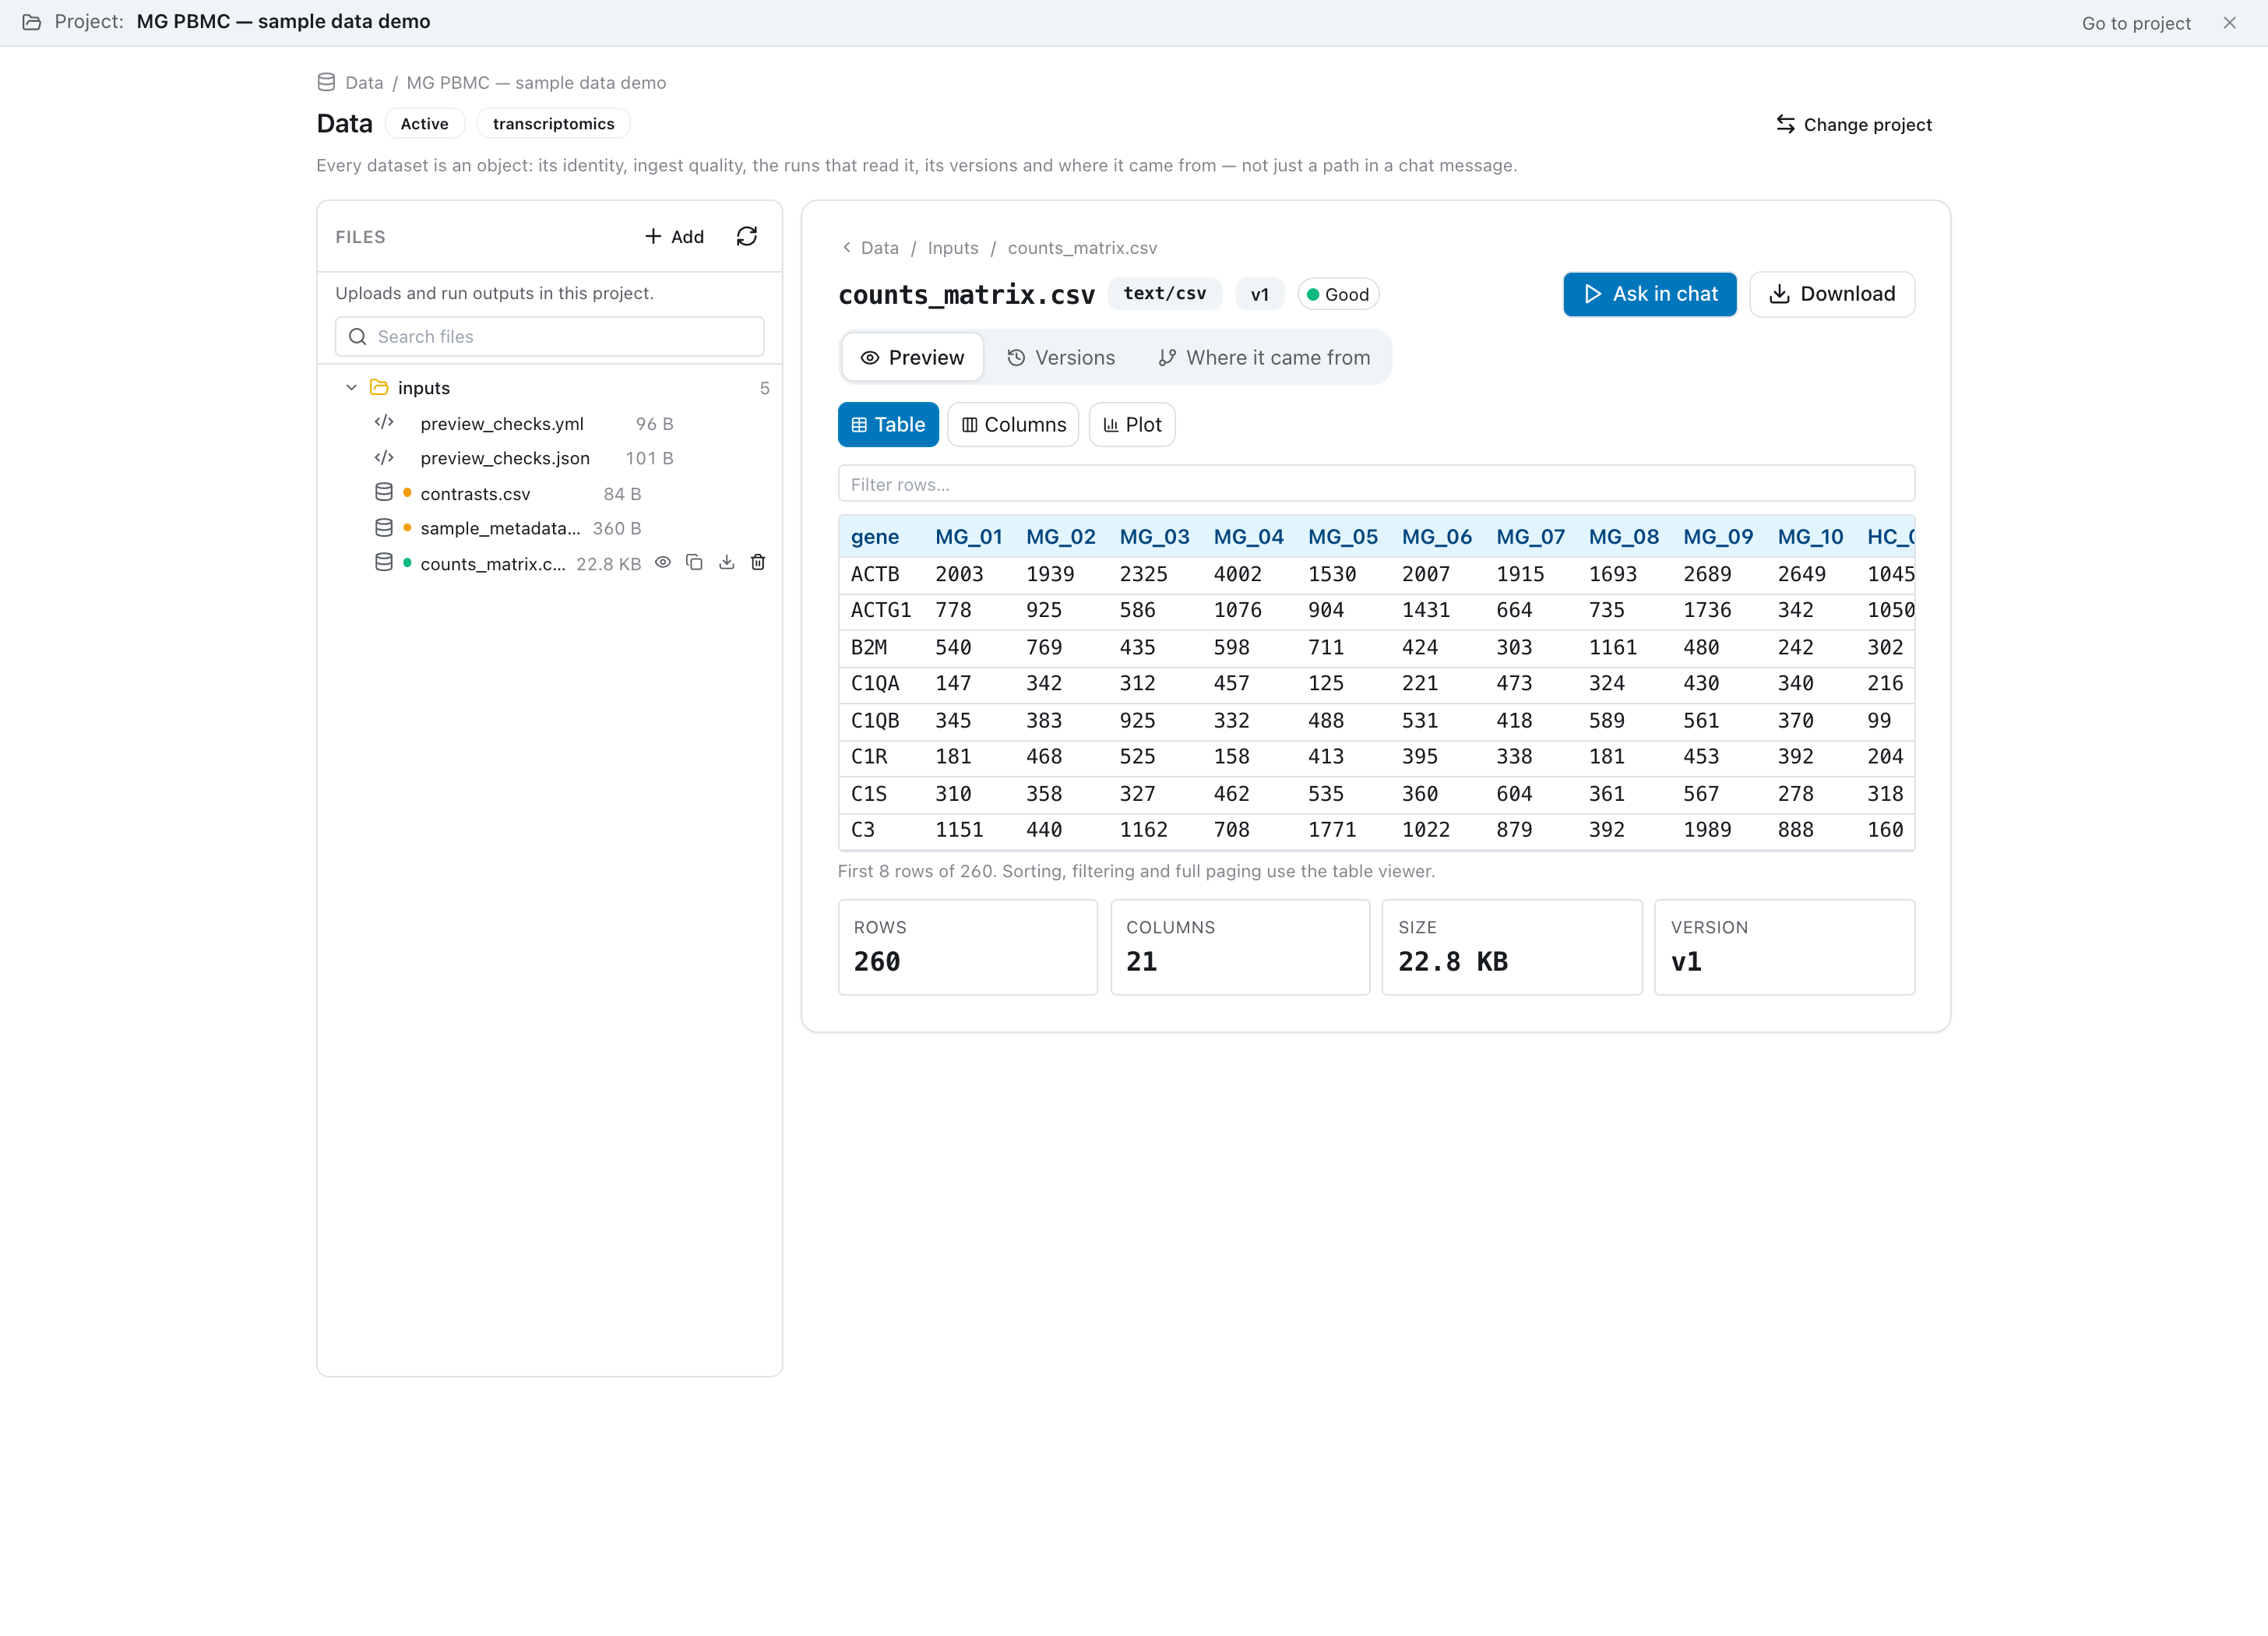 Project: MG PBMC — sample data demo
Go to project
Data / MG PBMC — sample data demo
Data Active transcriptomics
Change project
Every dataset is an object: its identity, ingest quality, the runs that read it, its versions and where it came from — not just a path in a chat message.
FILES
Add
Uploads and run outputs in this project.
Search files
inputs 5
preview_checks.yml 96 B
preview_checks.json 101 B
contrasts.csv 84 B
sample_metadata... 360 B
counts_matrix.c... 22.8 KB
Data / Inputs / counts_matrix.csv
counts_matrix.csv text/csv v1 Good
Ask in chat
Download
Preview Versions Where it came from
Table Columns Plot
Filter rows...
gene MG_01 MG_02 MG_03 MG_04 MG_05 MG_06 MG_07 MG_08 MG_09 MG_10 HC_
ACTB 2003 1939 2325 4002 1530 2007 1915 1693 2689 2649 1045
ACTG1 778 925 586 1076 904 1431 664 735 1736 342 1050
B2M 540 769 435 598 711 424 303 1161 480 242 302
C1QA 147 342 312 457 125 221 473 324 430 340 216
C1QB 345 383 925 332 488 531 418 589 561 370 99
C1R 181 468 525 158 413 395 338 181 453 392 204
C1S 310 358 327 462 535 360 604 361 567 278 318
C3 1151 440 1162 708 1771 1022 879 392 1989 888 160
First 8 rows of 260. Sorting, filtering and full paging use the table viewer.
ROWS
260
COLUMNS
21
SIZE
22.8 KB
VERSION
v1